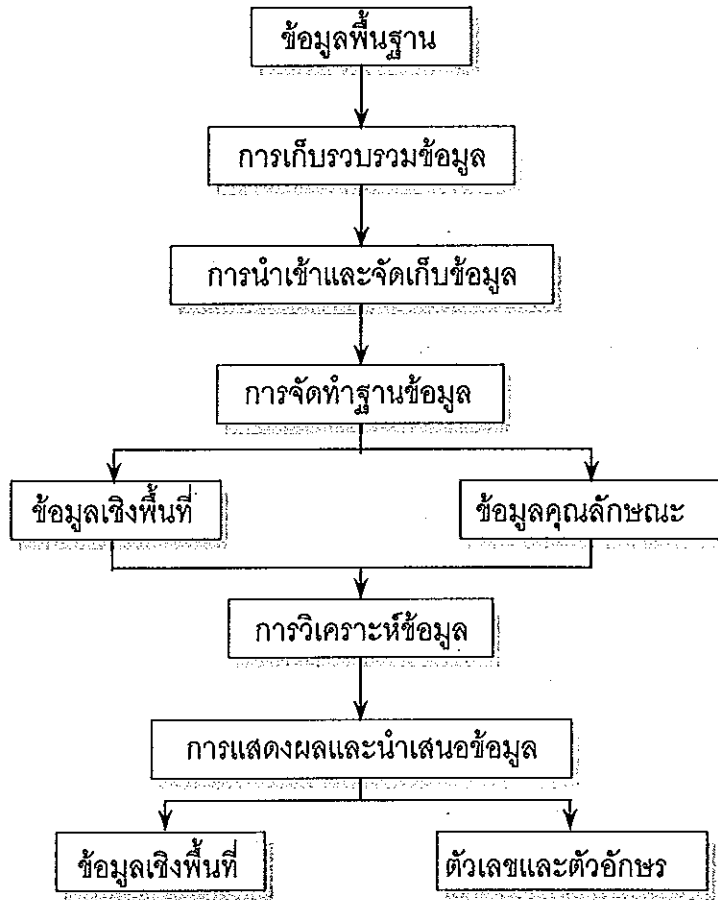 ข้อมูลพื้นฐาน
การเก็บรวบรวมข้อมูล
การนำเข้าและจัดเก็บข้อมูล
การจัดทำฐานข้อมูล
ข้อมูลเชิงพื้นที่
ข้อมูลคุณลักษณะ
การวิเคราะห์ข้อมูล
การแสดงผลและนำเสนอข้อมูล
ข้อมูลเชิงพื้นที่
ตัวเลขและตัวอักษร